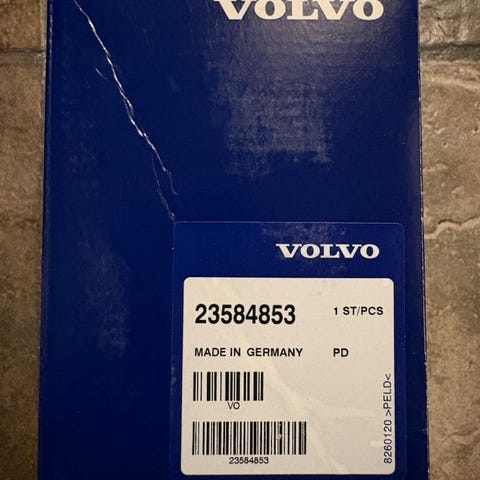 VOLVO
VOLVO
23584853 1 ST/PCS
MADE IN GERMANY PD
VO
23584853
8260120 >PELD<